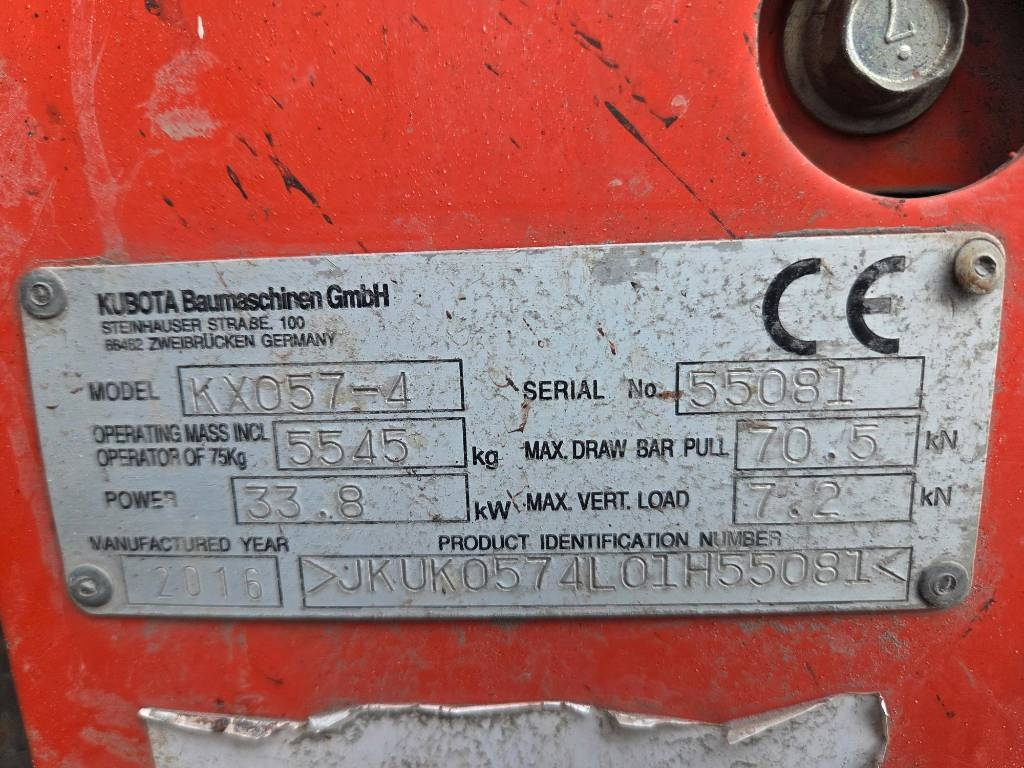 7
KUBOTA Baumaschinen GmbH
STEINHAUSER STRAßE. 100
66482 ZWEIBRÜCKEN GERMANY
CE
MODEL KX057-4 SERIAL No. 55081
OPERATING MASS INCL OPERATOR OF 75Kg 5545 kg MAX. DRAW BAR PULL 70.5 kN
POWER 33.8 kW MAX. VERT. LOAD 7.2 kN
MANUFACTURED YEAR PRODUCT IDENTIFICATION NUMBER
2016 >JKUK0574L01H55081<